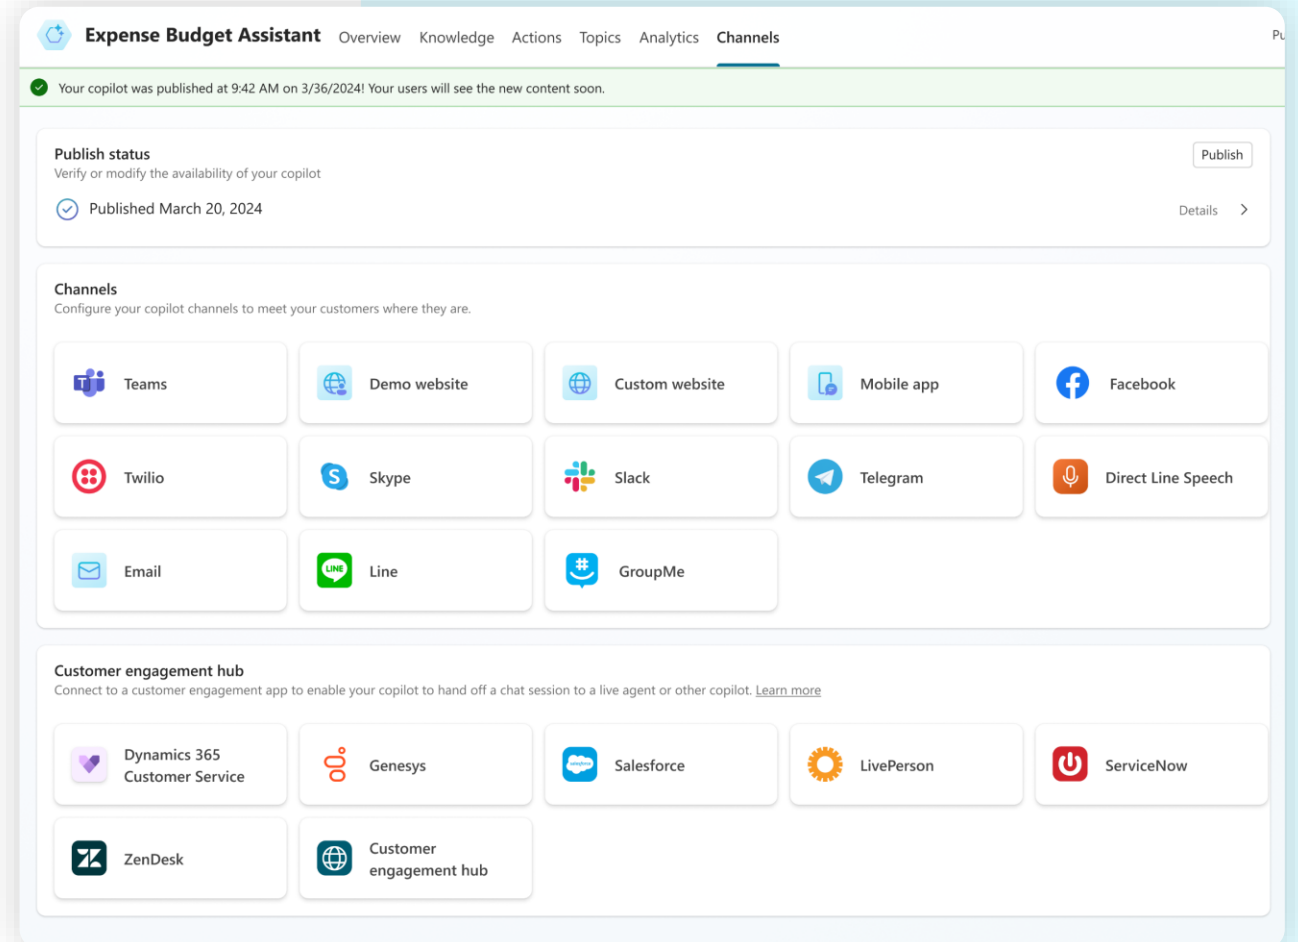 Expense Budget Assistant Overview Knowledge Actions Topics Analytics Channels
Your copilot was published at 9:42 AM on 3/36/2024! Your users will see the new content soon.
Publish status
Publish
Verify or modify the availability of your copilot
Published March 20, 2024
Details
Channels
Configure your copilot channels to meet your customers where they are.
Teams
Demo website
Custom website
Mobile app
Facebook
Twilio
Skype
Slack
Telegram
Direct Line Speech
Email
LINE
Line
GroupMe
Customer engagement hub
Connect to a customer engagement app to enable your copilot to hand off a chat session to a live agent or other copilot. Learn more
Dynamics 365
Customer Service
Genesys
salesforce
Salesforce
LivePerson
ServiceNow
ZenDesk
Customer
engagement hub